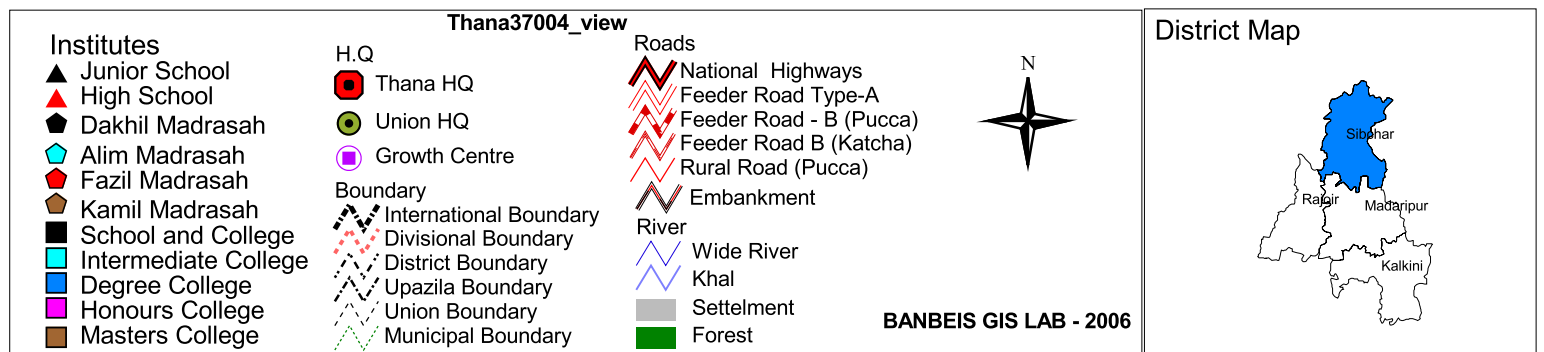 Thana37004_view
Institutes
Junior School
High School
Dakhil Madrasah
Alim Madrasah
Fazil Madrasah
Kamil Madrasah
School and College
Intermediate College
Degree College
Honours College
Masters College
H.Q
Thana HQ
Union HQ
Growth Centre
Boundary
International Boundary
Divisional Boundary
District Boundary
Upazila Boundary
Union Boundary
Municipal Boundary
Roads
National Highways
Feeder Road Type-A
Feeder Road - B (Pucca)
Feeder Road B (Katcha)
Rural Road (Pucca)
Embankment
River
Wide River
Khal
Settelment
Forest
N
BANBEIS GIS LAB - 2006
District Map
Sibchar
Rajoir
Madaripur
Kalkini